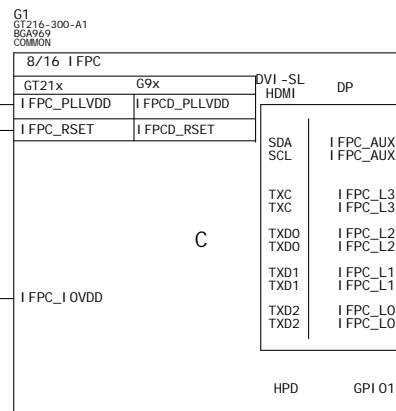 G1
GT216-300-A1
BGA969
COMMON
8/16 IFPC
GT21x G9x
IFPC_PLLVDD IFPCD_PLLVDD
IFPC_RSET IFPCD_RSET
DVI-SL
HDMI DP
SDA IFPC_AUX
SCL IFPC_AUX
TXC IFPC_L3
TXC IFPC_L3
TXD0 IFPC_L2
TXD0 IFPC_L2
C
TXD1 IFPC_L1
TXD1 IFPC_L1
IFPC_IOVDD
TXD2 IFPC_L0
TXD2 IFPC_L0
HPD GPIO1